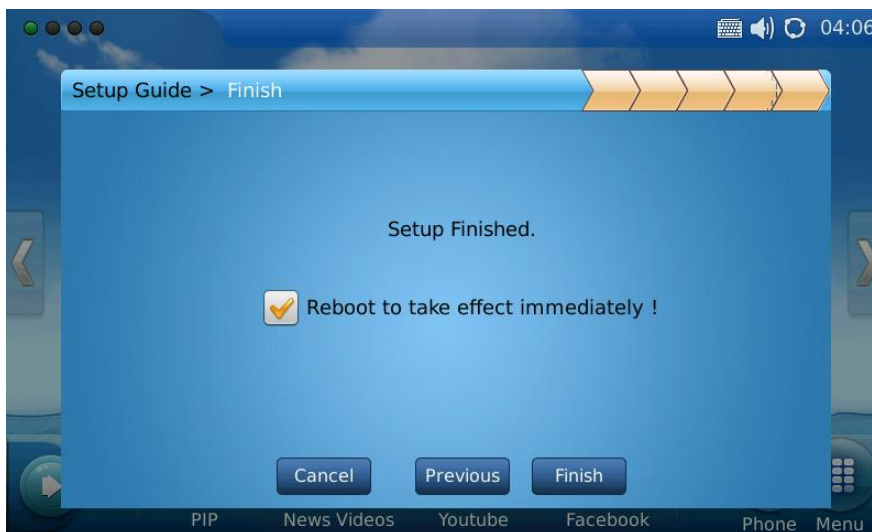 04:06
Setup Guide > Finish
Setup Finished.
Reboot to take effect immediately !
Cancel Previous Finish
PIP News Videos Youtube Facebook Phone Menu